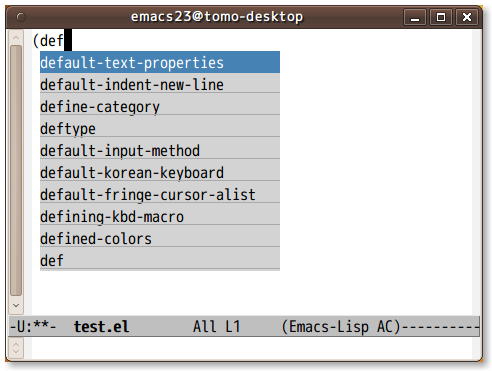 emacs23@tomo-desktop
(def
default-text-properties
default-indent-new-line
define-category
deftype
default-input-method
default-korean-keyboard
default-fringe-cursor-alist
defining-kbd-macro
defined-colors
def
-U:**-  test.el        All L1     (Emacs-Lisp AC)----------